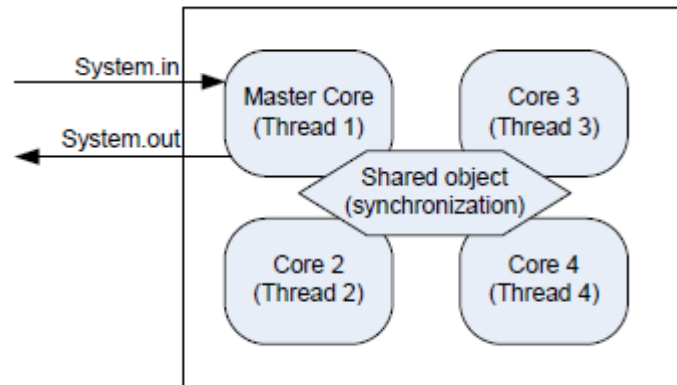 System.in
System.out
Master Core
(Thread 1)
Core 3
(Thread 3)
Shared object
(synchronization)
Core 2
(Thread 2)
Core 4
(Thread 4)